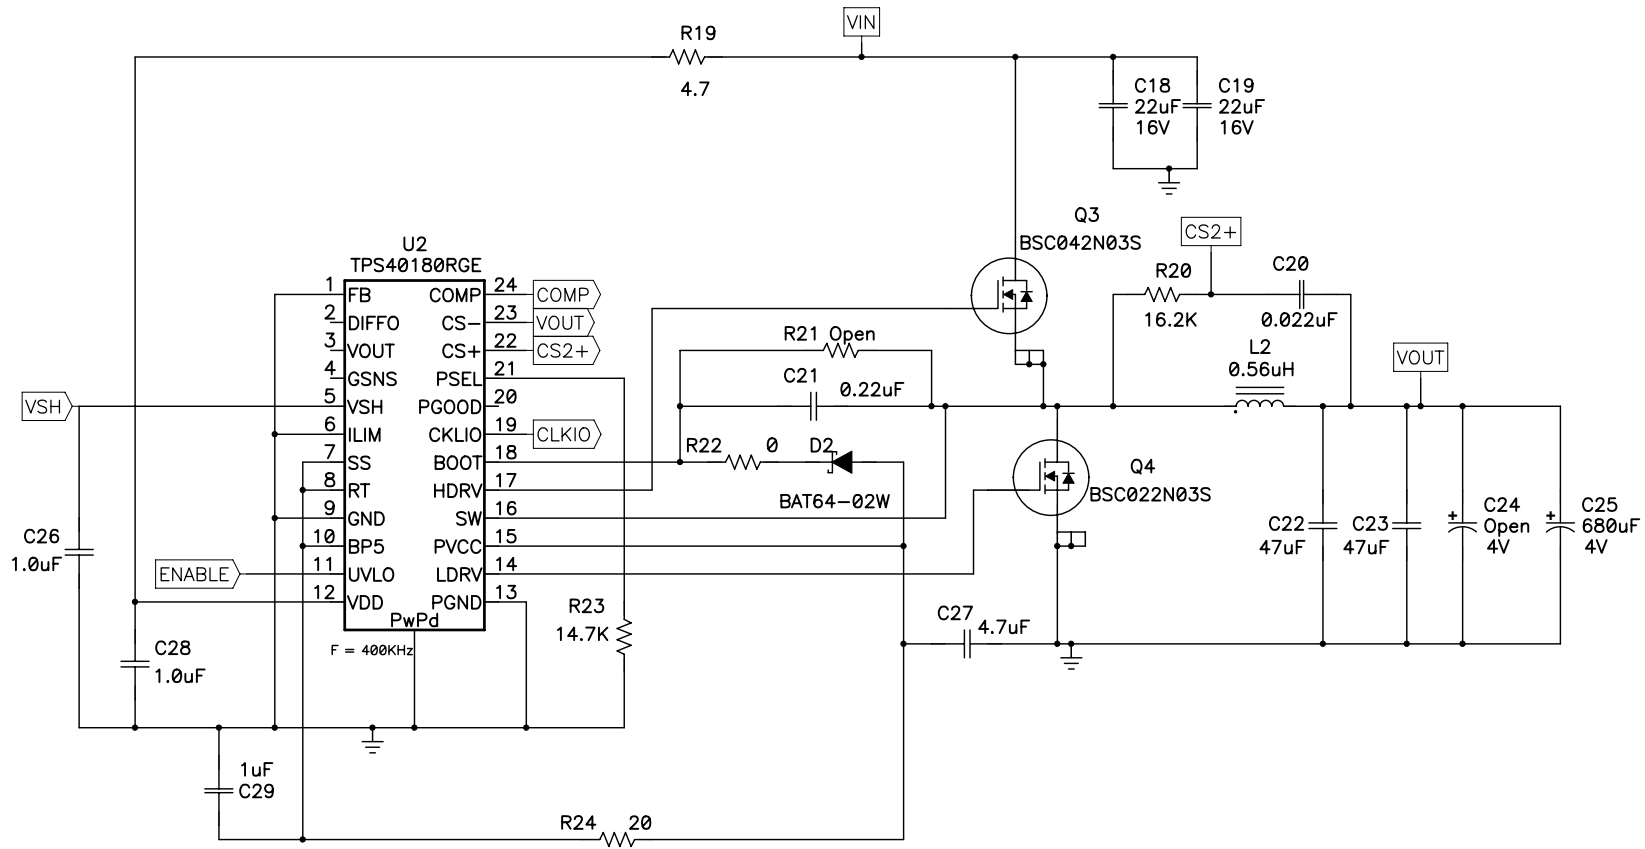 VIN
R19
4.7
C18
22uF
16V
C19
22uF
16V
Q3
BSC042N03S
CS2+
R20
16.2K
C20
0.022uF
U2
TPS40180RGE
1 FB COMP 24 COMP
2 DIFFO CS- 23 VOUT
3 VOUT CS+ 22 CS2+
4 GSNS PSEL 21
VSH 5 VSH PGOOD 20
6 ILIM CKLIO 19 CLKIO
7 SS BOOT 18
8 RT HDRV 17
9 GND SW 16
10 BP5 PVCC 15
ENABLE 11 UVLO LDRV 14
12 VDD PGND 13
PwPd
F = 400KHz
R21 Open
C21 0.22uF
R22 0 D2
BAT64-02W
L2
0.56uH
VOUT
Q4
BSC022N03S
C22
47uF
C23
47uF
+ C24
Open
4V
+ C25
680uF
4V
C26
1.0uF
C28
1.0uF
R23
14.7K
C27 4.7uF
1uF
C29
R24 20